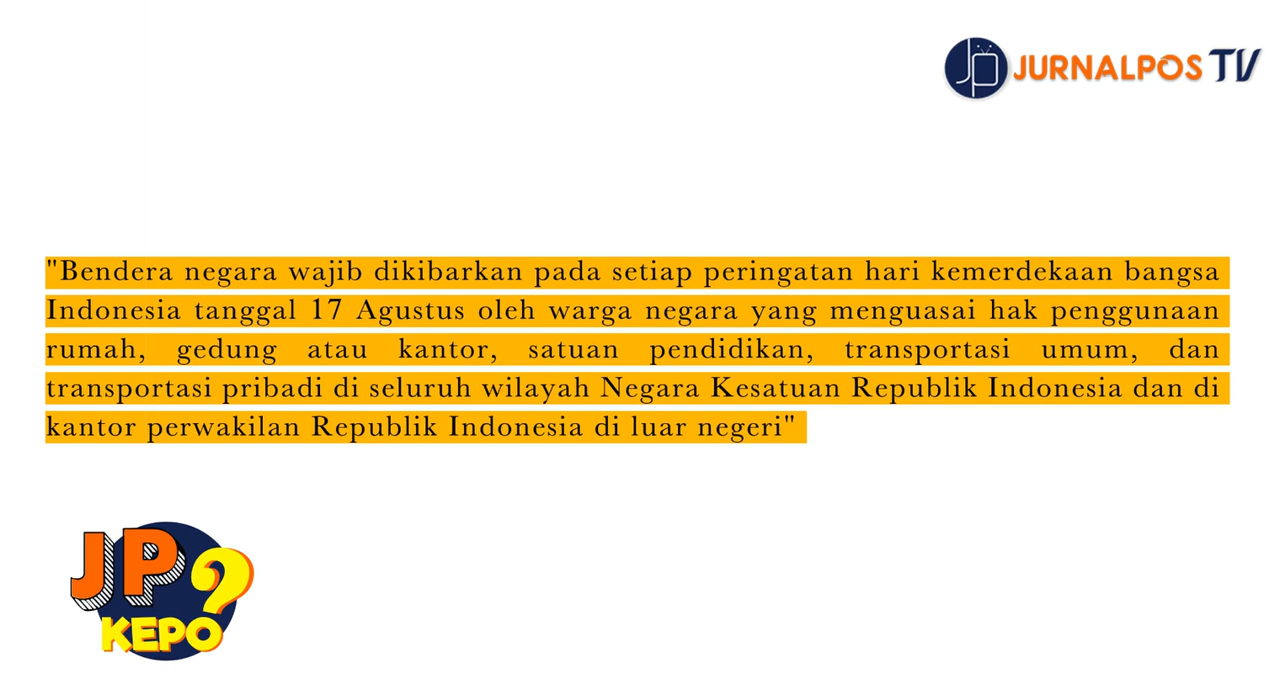 JP JURNALPOS TV
"Bendera negara wajib dikibarkan pada setiap peringatan hari kemerdekaan bangsa
Indonesia tanggal 17 Agustus oleh warga negara yang menguasai hak penggunaan
rumah, gedung atau kantor, satuan pendidikan, transportasi umum, dan
transportasi pribadi di seluruh wilayah Negara Kesatuan Republik Indonesia dan di
kantor perwakilan Republik Indonesia di luar negeri"
JP?
KEPO